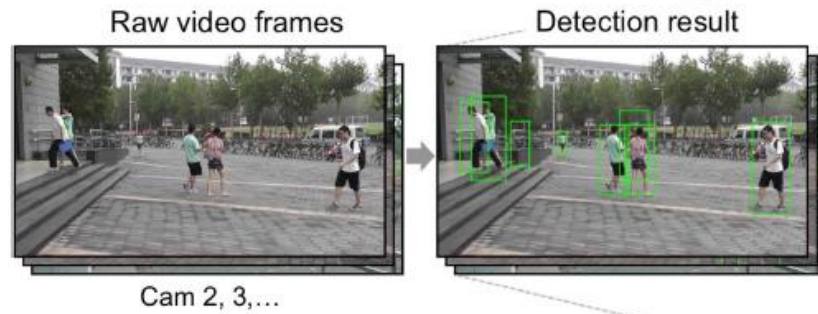 Raw video frames
Detection result
Cam 2, 3,…